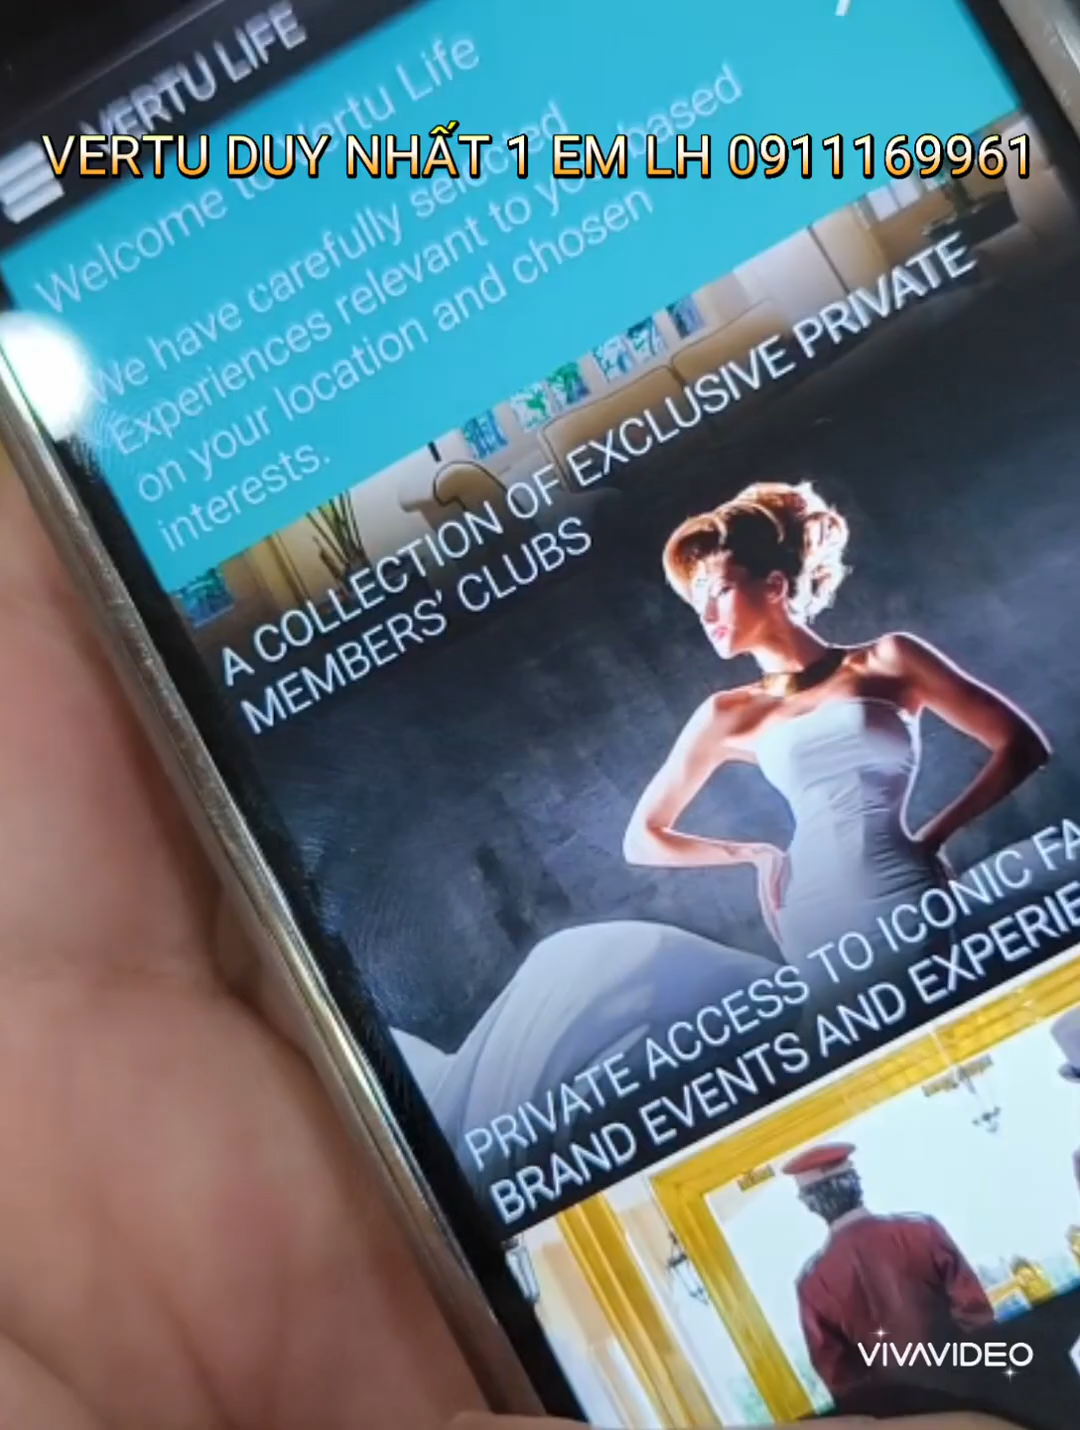 VERTU LIFE
VERTU DUY NHẤT 1 EM LH 0911169961
Welcome to Vertu Life
We have carefully selected
Experiences relevant to you based
on your location and chosen
interests.
A COLLECTION OF EXCLUSIVE PRIVATE
MEMBERS' CLUBS
PRIVATE ACCESS TO ICONIC FA
BRAND EVENTS AND EXPERIE
VIVAVIDEO